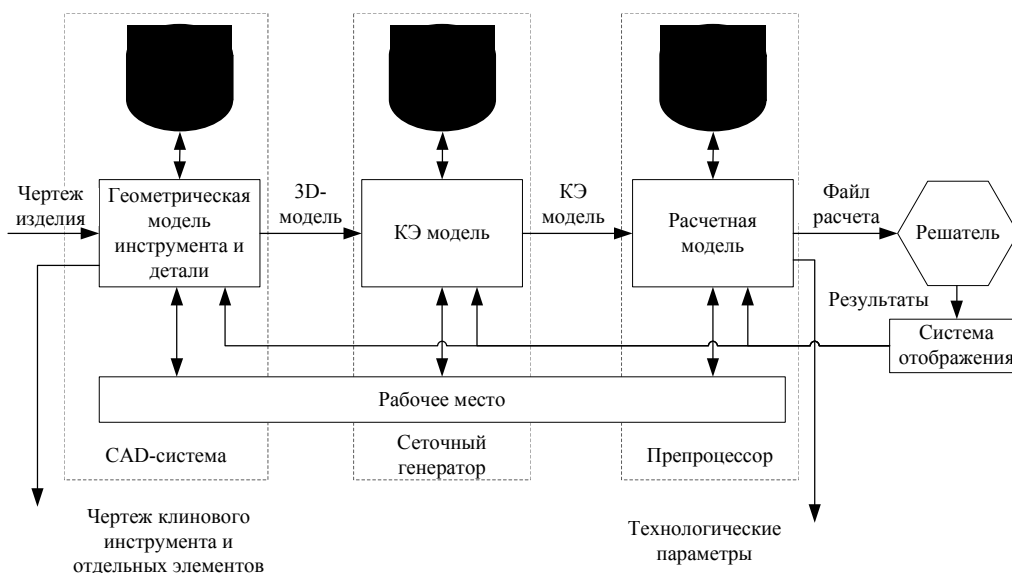 Чертеж
изделия
Геометрическая
модель
инструмента и
детали
3D-
модель
КЭ модель
КЭ
модель
Расчетная
модель
Файл
расчета
Решатель
Результаты
Система
отображения
Рабочее место
CAD-система
Сеточный
генератор
Препроцессор
Чертеж клинового
инструмента и
отдельных элементов
Технологические
параметры